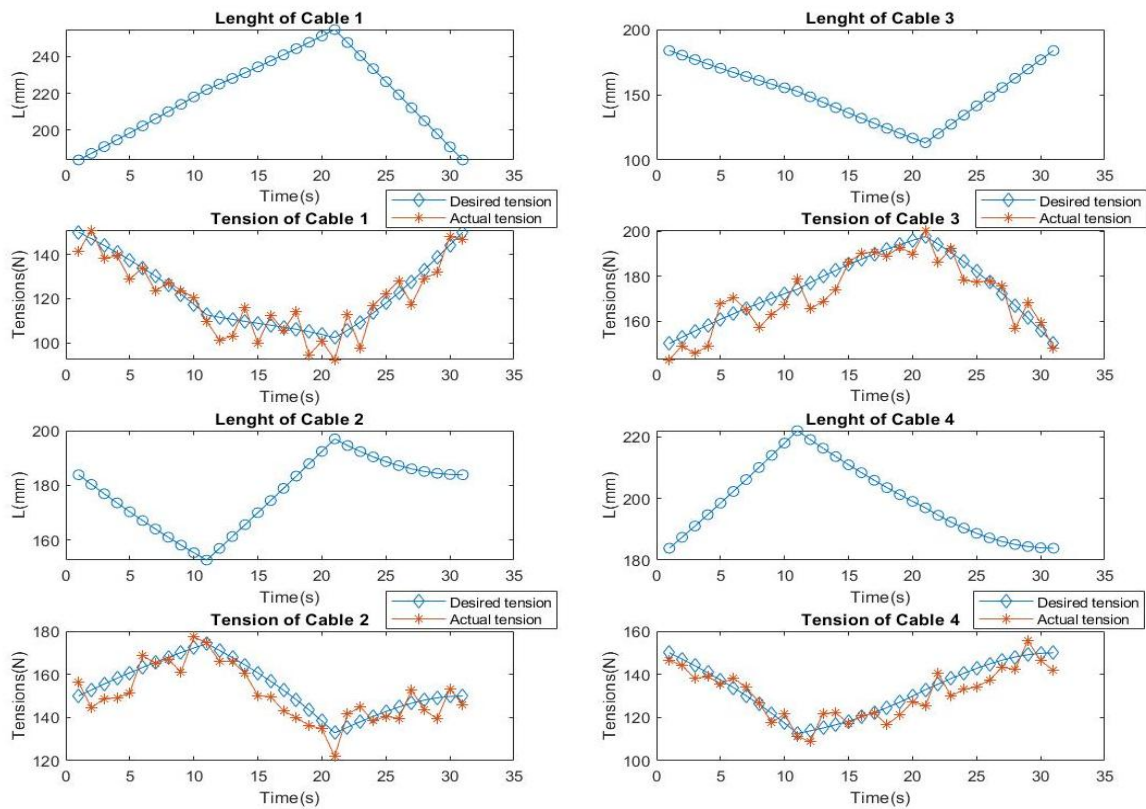 Lenght of Cable 1
240
220
200
L(mm)
0 5 10 15 20 25 30 35
Time(s)
Lenght of Cable 3
200
150
100
L(mm)
0 5 10 15 20 25 30 35
Time(s)
Desired tension
Actual tension
Tension of Cable 1
140
120
100
Tensions(N)
0 5 10 15 20 25 30 35
Time(s)
Desired tension
Actual tension
Tension of Cable 3
200
180
160
Tensions(N)
0 5 10 15 20 25 30 35
Time(s)
Lenght of Cable 2
200
180
160
L(mm)
0 5 10 15 20 25 30 35
Time(s)
Lenght of Cable 4
220
200
180
L(mm)
0 5 10 15 20 25 30 35
Time(s)
Desired tension
Actual tension
Tension of Cable 2
180
160
140
120
Tensions(N)
0 5 10 15 20 25 30 35
Time(s)
Desired tension
Actual tension
Tension of Cable 4
160
140
120
100
Tensions(N)
0 5 10 15 20 25 30 35
Time(s)